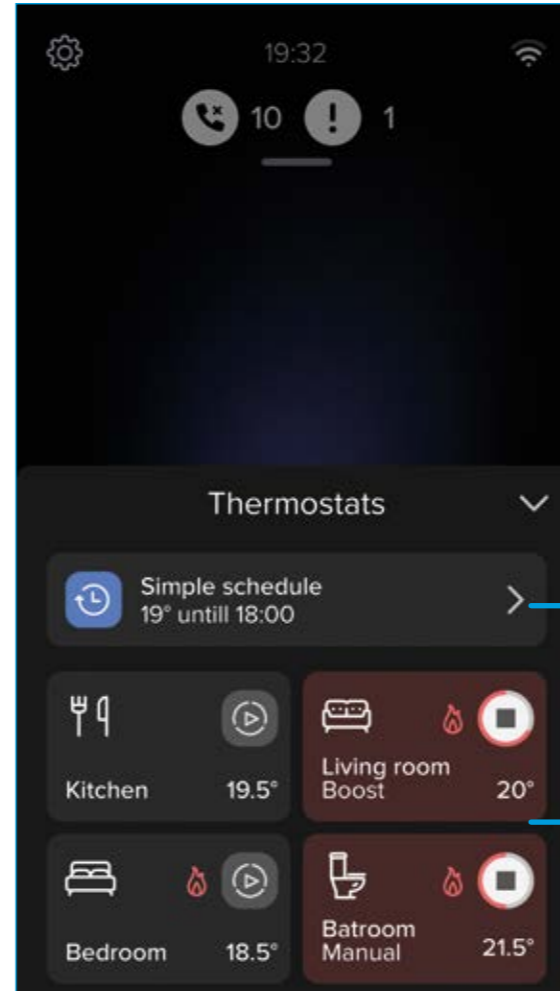 19:32
10 ! 1
Thermostats
Simple schedule
19° untill 18:00
Kitchen 19.5°
Living room
Boost 20°
Bedroom 18.5°
Batroom
Manual 21.5°